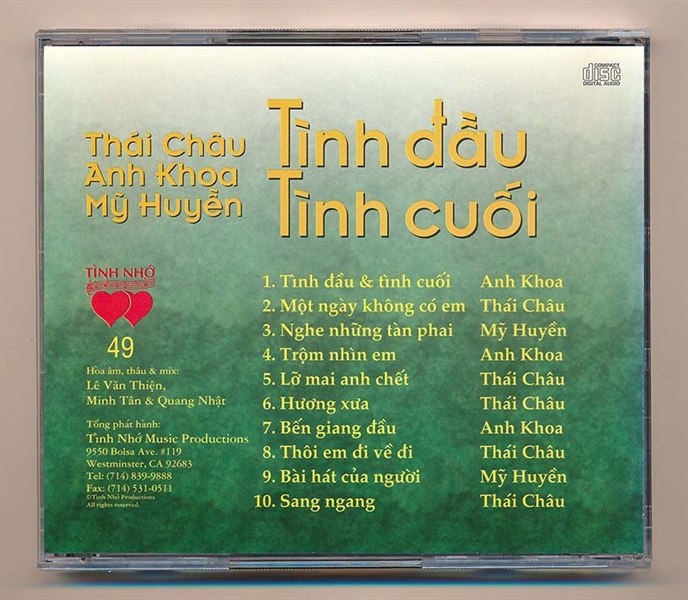 COMPACT
disc
DIGITAL AUDIO
Thái Châu
Anh Khoa
Mỹ Huyền
Tình đầu
Tình cuối
TÌNH NHỚ
49
Hòa âm, thâu & mix:
Lê Văn Thiện,
Minh Tân & Quang Nhật
Tổng phát hành:
Tình Nhớ Music Productions
9550 Bolsa Ave. #119
Westminster, CA 92683
Tel: (714) 839-9888
Fax: (714) 531-0511
©Tình Nhớ Productions
All rights reserved.
1. Tình đầu & tình cuối Anh Khoa
2. Một ngày không có em Thái Châu
3. Nghe những tàn phai Mỹ Huyền
4. Trộm nhìn em Anh Khoa
5. Lỡ mai anh chết Thái Châu
6. Hương xưa Thái Châu
7. Bến giang đầu Anh Khoa
8. Thôi em đi về đi Thái Châu
9. Bài hát của người Mỹ Huyền
10. Sang ngang Thái Châu